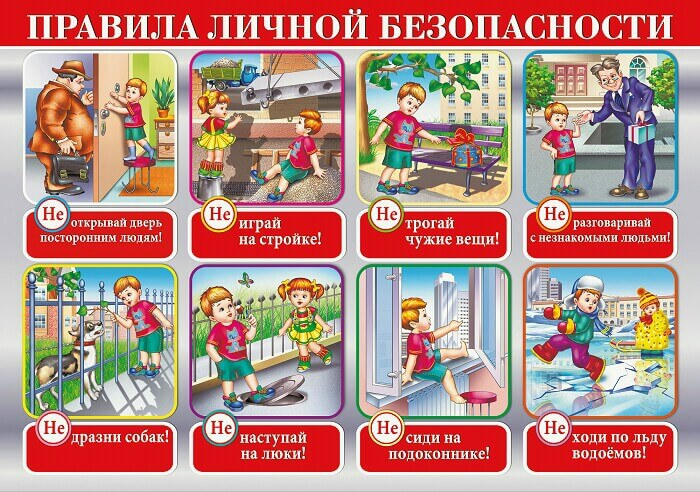 ПРАВИЛА ЛИЧНОЙ БЕЗОПАСНОСТИ
Не открывай дверь
посторонним людям!
Не играй
на стройке!
Не трогай
чужие вещи!
Не разговаривай
с незнакомыми людьми!
Не дразни собак!
Не наступай
на люки!
Не сиди на
подоконнике!
Не ходи по льду
водоёмов!